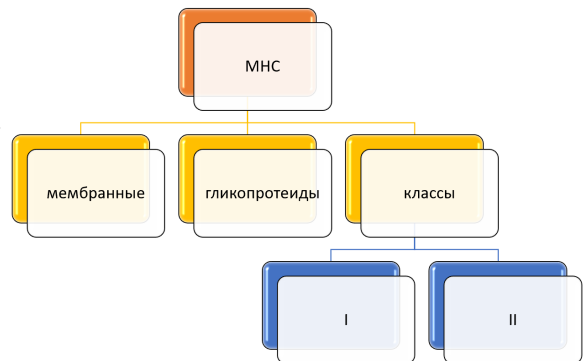 МНС
мембранные
гликопротеиды
классы
I
II